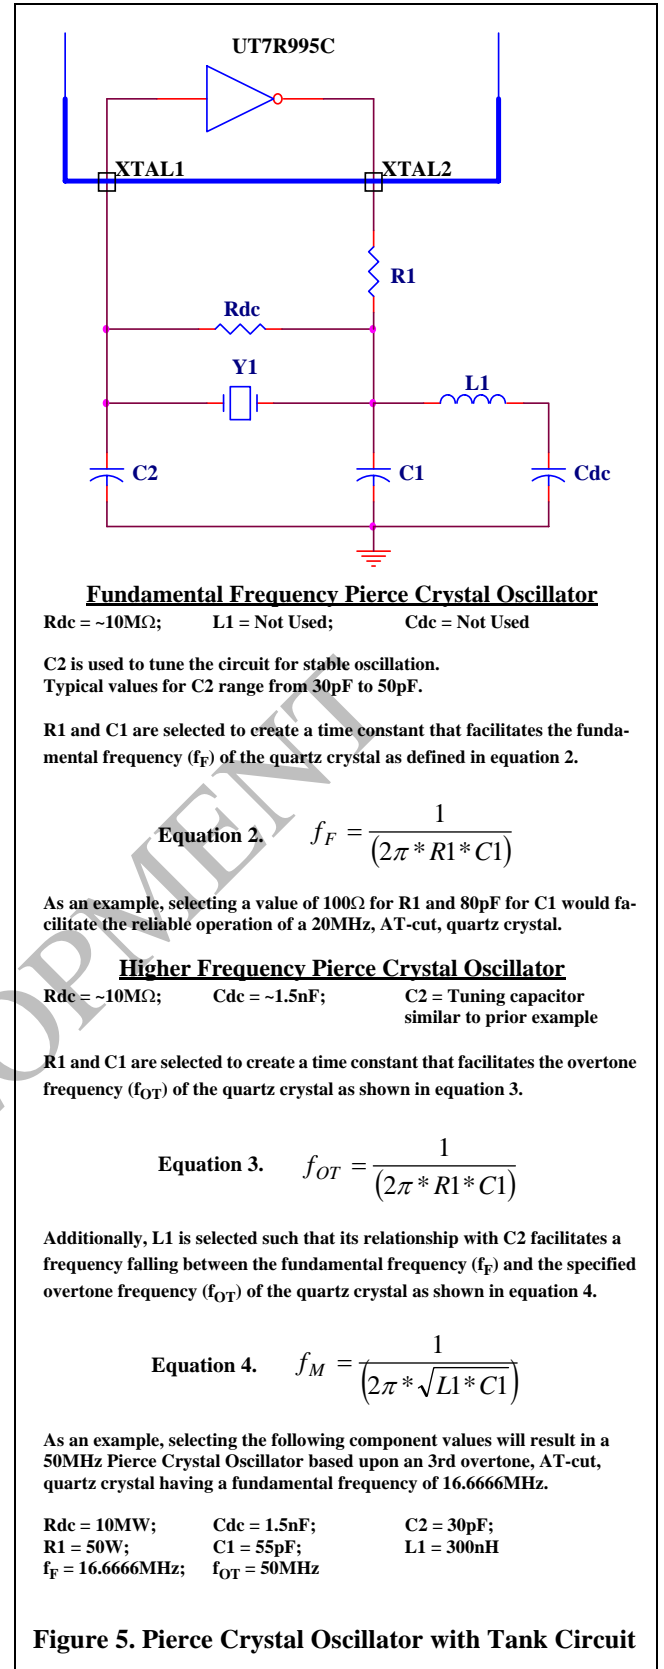 UT7R995C
XTAL1
XTAL2
R1
Rdc
Y1
L1
C2
C1
Cdc
Fundamental Frequency Pierce Crystal Oscillator
Rdc = ~10MΩ; L1 = Not Used; Cdc = Not Used
C2 is used to tune the circuit for stable oscillation.
Typical values for C2 range from 30pF to 50pF.
R1 and C1 are selected to create a time constant that facilitates the funda-
mental frequency (fF) of the quartz crystal as defined in equation 2.
Equation 2. fF = 1 / (2π * R1 * C1)
As an example, selecting a value of 100Ω for R1 and 80pF for C1 would fa-
cilitate the reliable operation of a 20MHz, AT-cut, quartz crystal.
Higher Frequency Pierce Crystal Oscillator
Rdc = ~10MΩ; Cdc = ~1.5nF; C2 = Tuning capacitor
similar to prior example
R1 and C1 are selected to create a time constant that facilitates the overtone
frequency (fOT) of the quartz crystal as shown in equation 3.
Equation 3. fOT = 1 / (2π * R1 * C1)
Additionally, L1 is selected such that its relationship with C2 facilitates a
frequency falling between the fundamental frequency (fF) and the specified
overtone frequency (fOT) of the quartz crystal as shown in equation 4.
Equation 4. fM = 1 / (2π * √L1 * C1)
As an example, selecting the following component values will result in a
50MHz Pierce Crystal Oscillator based upon an 3rd overtone, AT-cut,
quartz crystal having a fundamental frequency of 16.6666MHz.
Rdc = 10MW; Cdc = 1.5nF; C2 = 30pF;
R1 = 50W; C1 = 55pF; L1 = 300nH
fF = 16.6666MHz; fOT = 50MHz
Figure 5. Pierce Crystal Oscillator with Tank Circuit
OPMENT